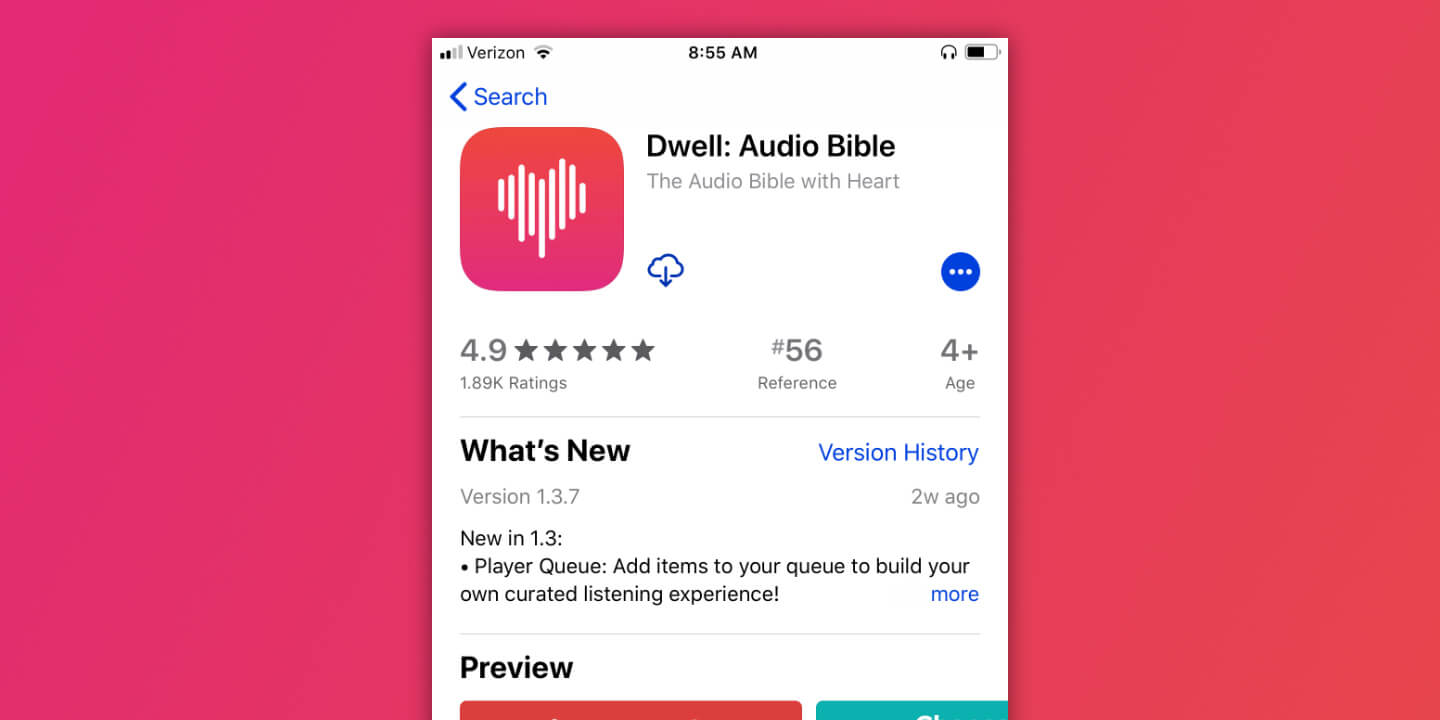 Verizon 8:55 AM
Search
Dwell: Audio Bible
The Audio Bible with Heart
4.9 #56 4+
1.89K Ratings Reference Age
What's New Version History
Version 1.3.7 2w ago
New in 1.3:
• Player Queue: Add items to your queue to build your
own curated listening experience! more
Preview